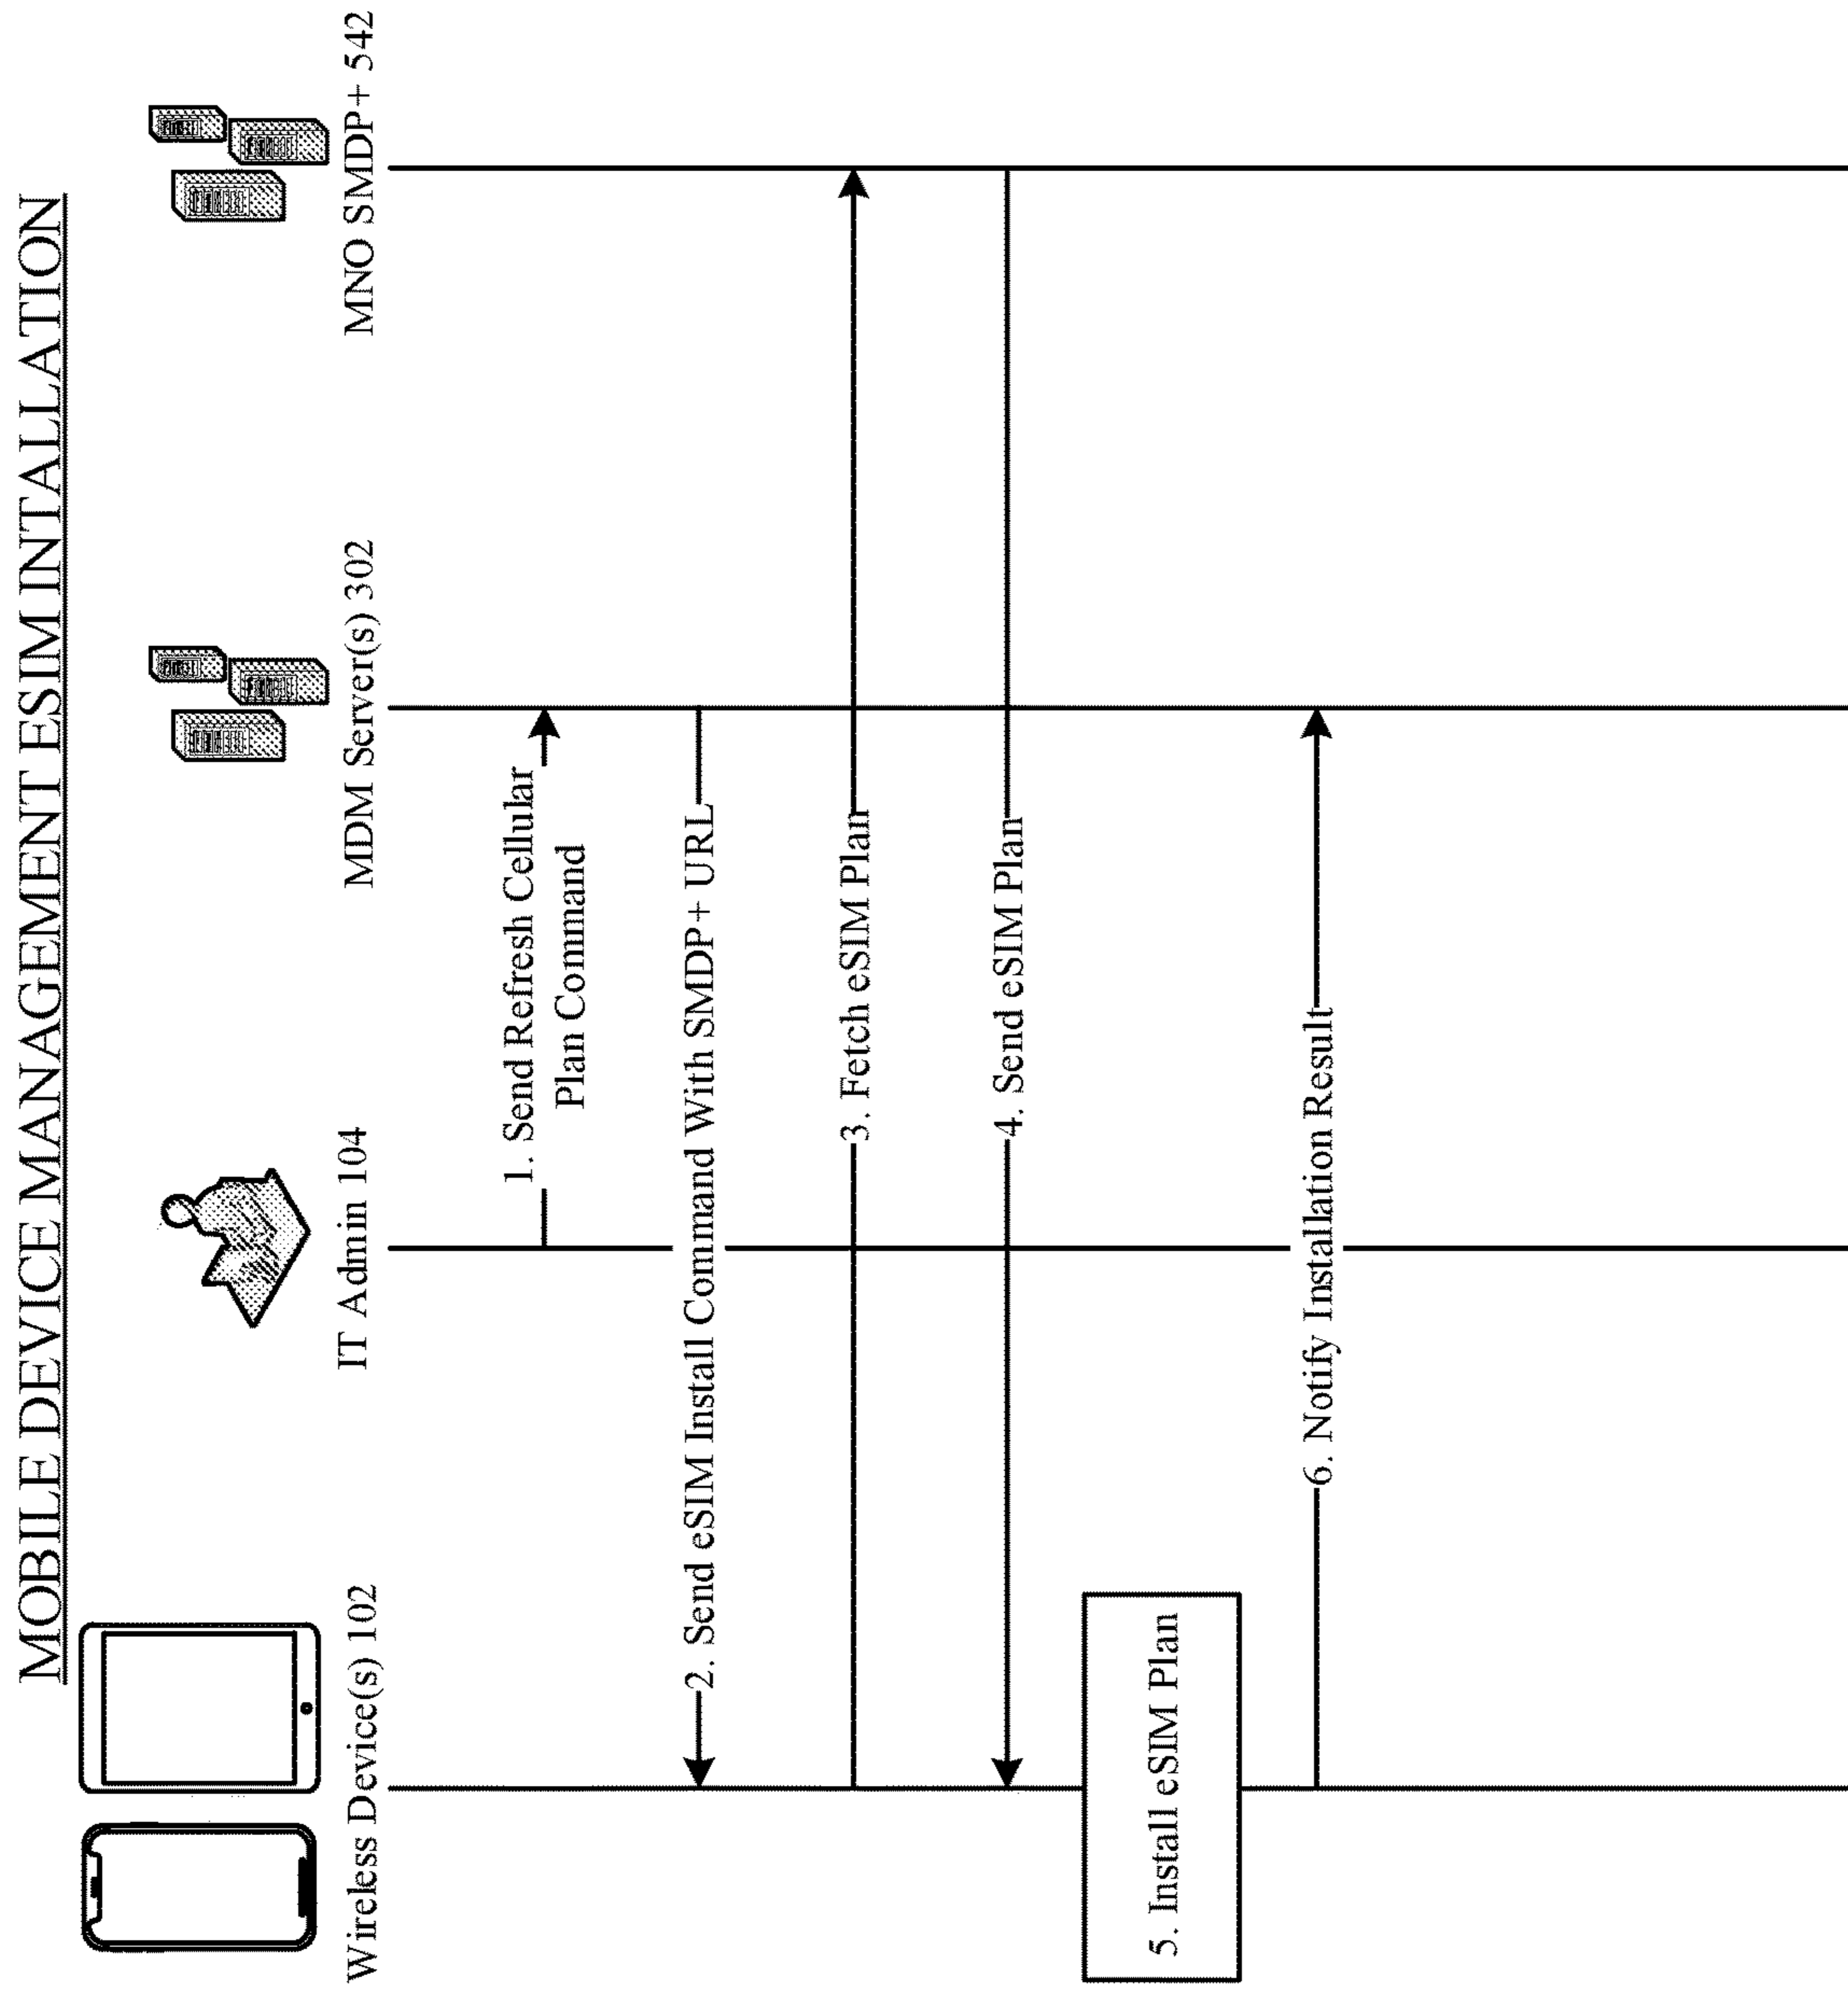 MOBILE DEVICE MANAGEMENT ESIM INTALLATION
Wireless Device(s) 102
IT Admin 104
MDM Server(s) 302
MNO SMDP+ 542
1. Send Refresh Cellular
Plan Command
2. Send eSIM Install Command With SMDP+ URL
3. Fetch eSIM Plan
4. Send eSIM Plan
5. Install eSIM Plan
6. Notify Installation Result